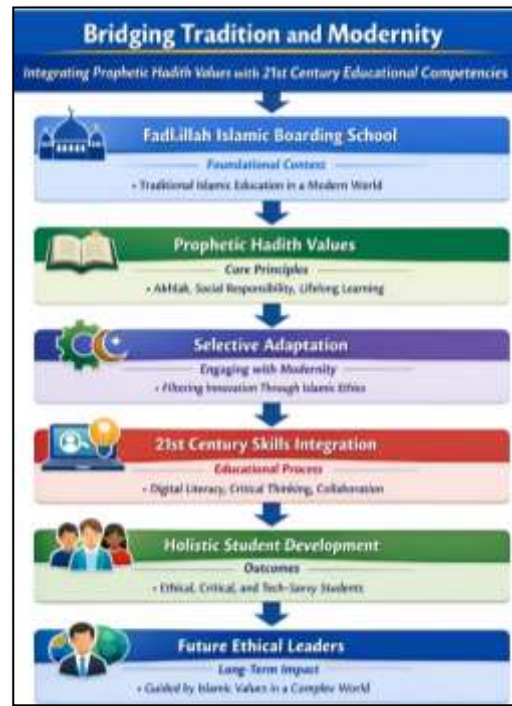 Bridging Tradition and Modernity
Integrating Prophetic Hadith Values with 21st Century Educational Competencies
Fadl.illah Islamic Boarding School
Foundational Context
• Traditional Islamic Education in a Modern World
Prophetic Hadith Values
Core Principles
• Akhlak, Social Responsibility, Lifelong Learning
Selective Adaptation
Engaging with Modernity
• Filtering Innovation Through Islamic Ethics
21st Century Skills Integration
Educational Process
• Digital Literacy, Critical Thinking, Collaboration
Holistic Student Development
Outcomes
• Ethical, Critical, and Tech-Savvy Students
Future Ethical Leaders
Long-Term Impact
• Guided by Islamic Values in a Complex World